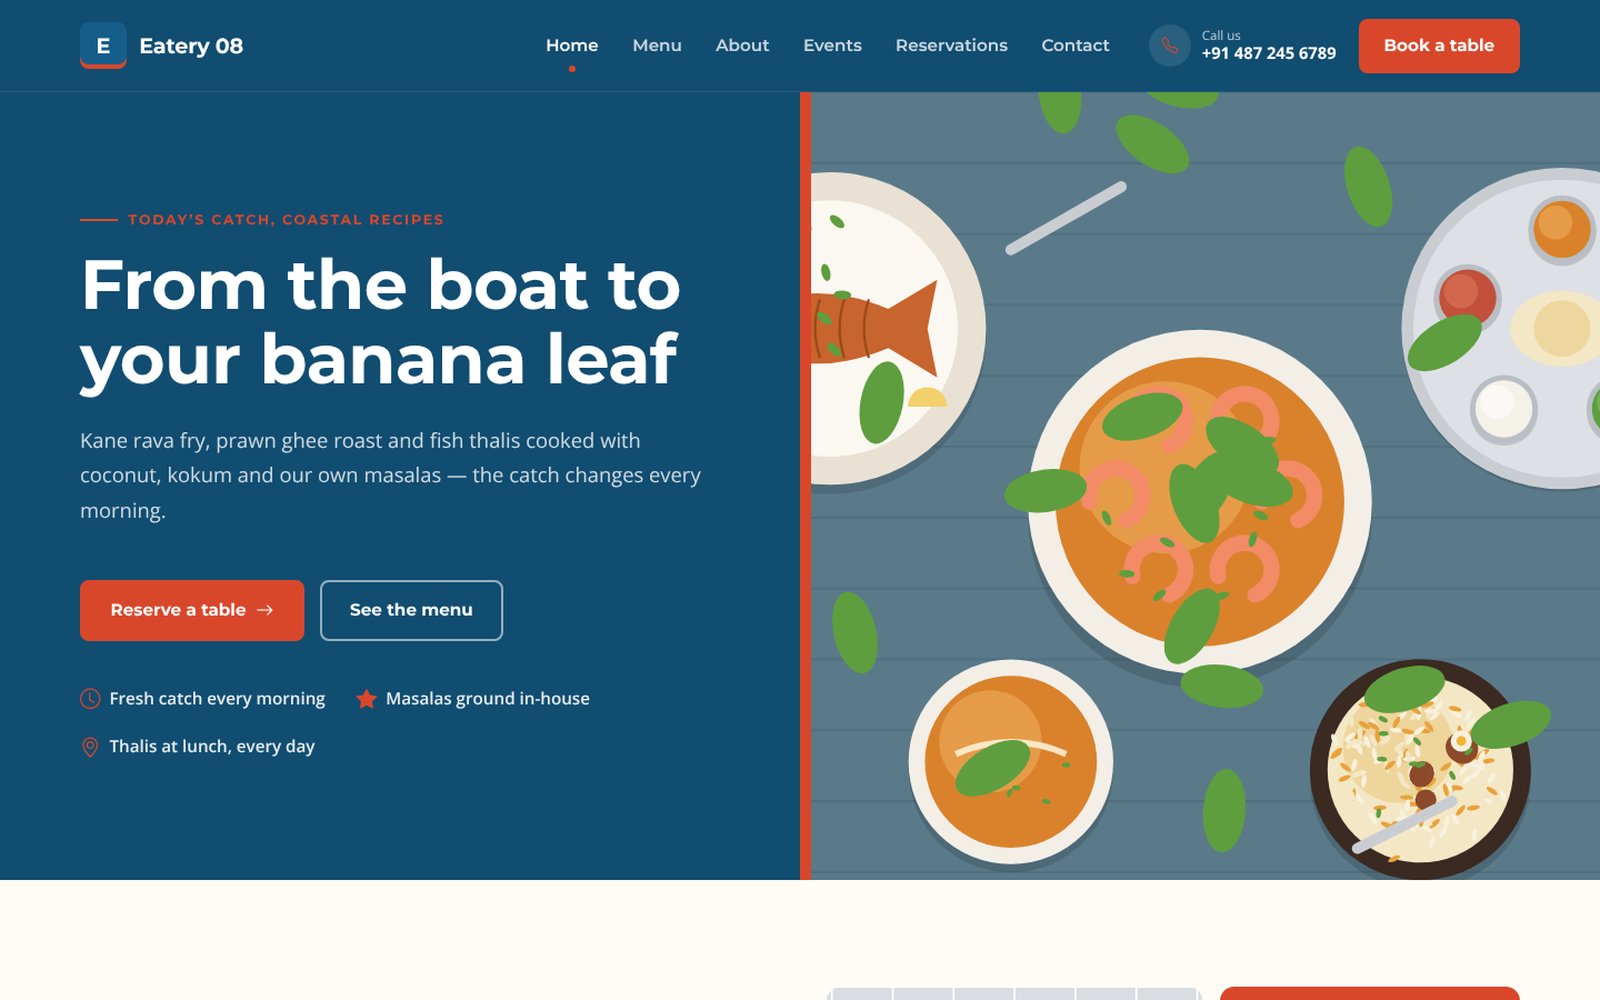 E
Eatery 08
Home
Menu
About
Events
Reservations
Contact
Call us
+91 487 245 6789
Book a table
TODAY’S CATCH, COASTAL RECIPES
From the boat to
your banana leaf
Kane rava fry, prawn ghee roast and fish thalis cooked with
coconut, kokum and our own masalas — the catch changes every
morning.
Reserve a table
See the menu
Fresh catch every morning
Masalas ground in-house
Thalis at lunch, every day